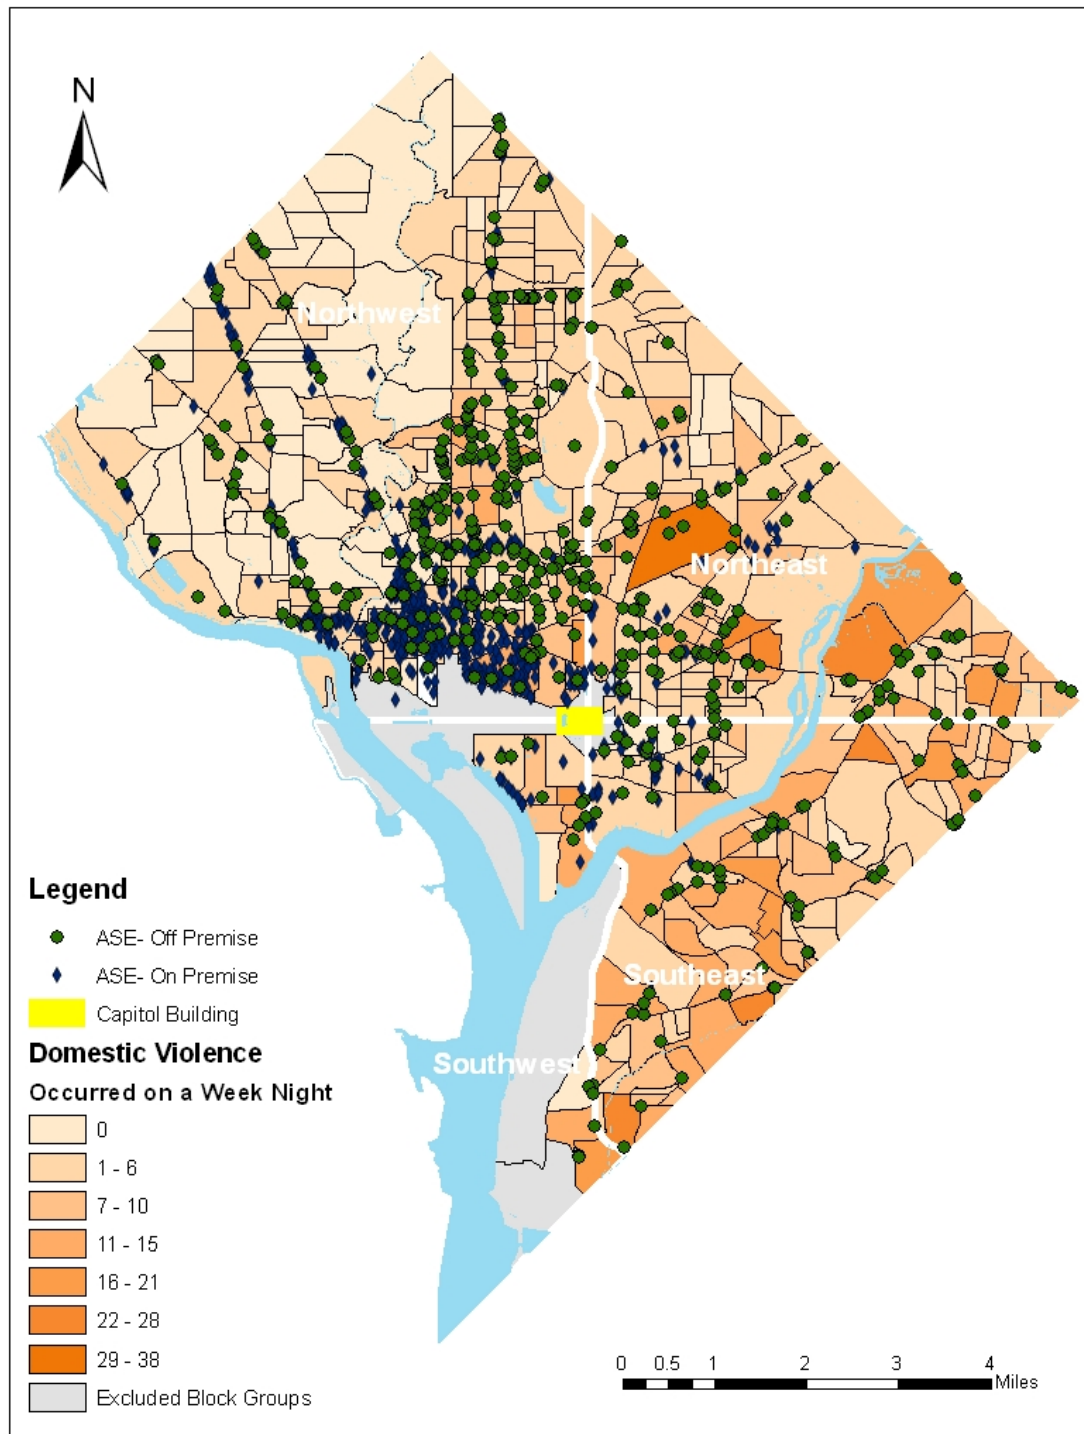 N
Northwest
Northeast
Southeast
Southwest
Legend
ASE- Off Premise
ASE- On Premise
Capitol Building
Domestic Violence
Occurred on a Week Night
0
1 - 6
7 - 10
11 - 15
16 - 21
22 - 28
29 - 38
Excluded Block Groups
0 0.5 1 2 3 4
Miles